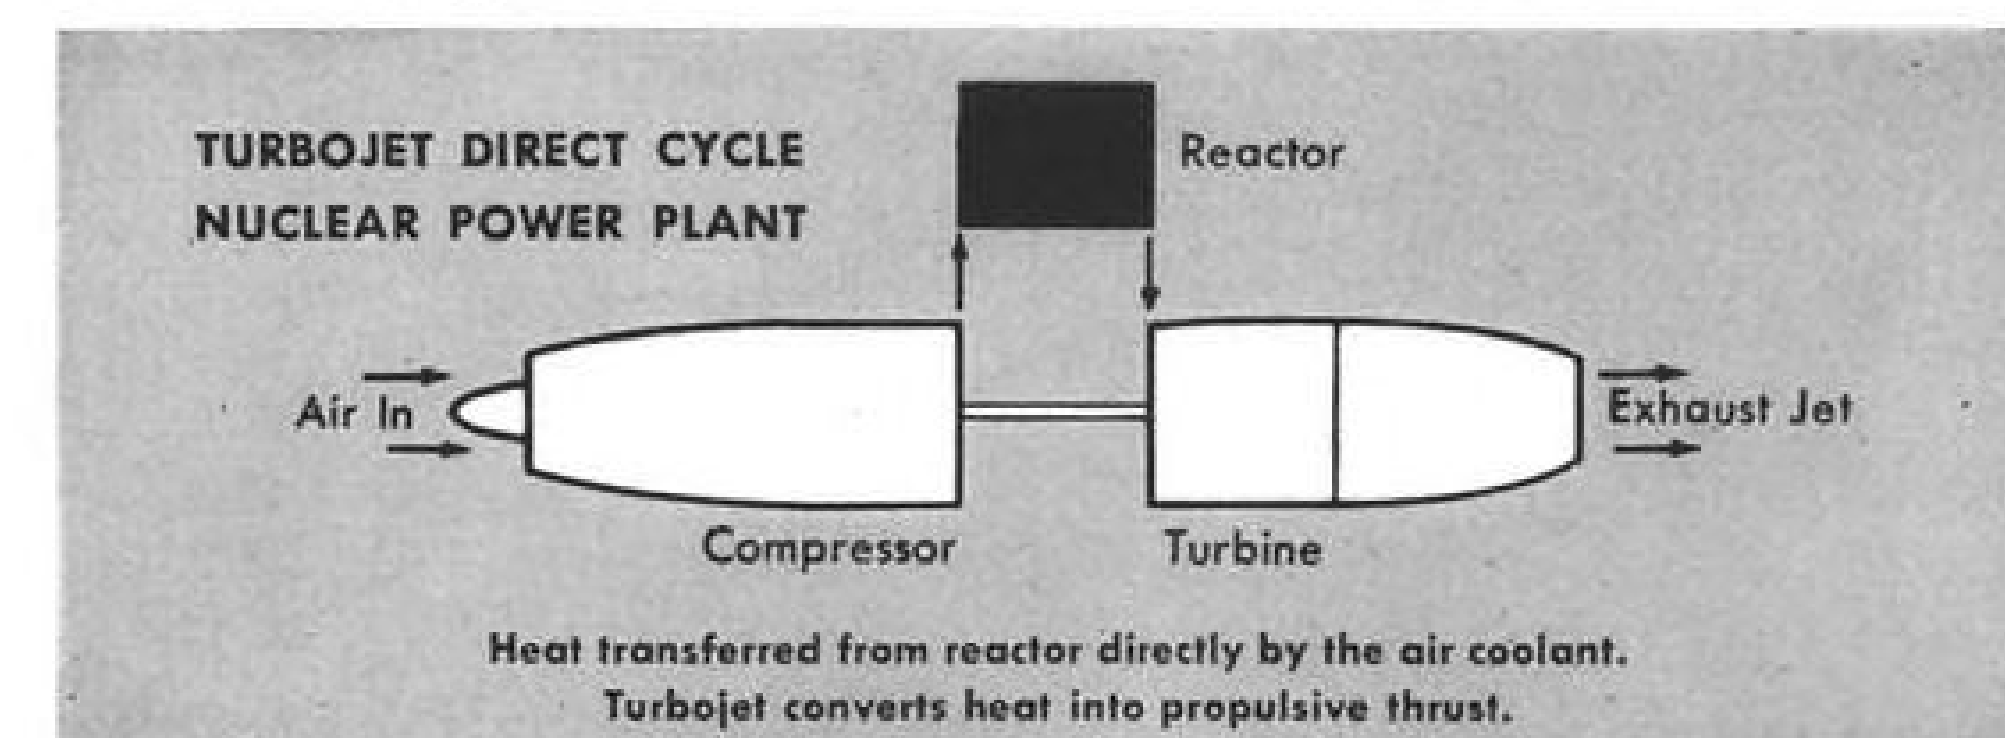 TURBOJET DIRECT CYCLE
NUCLEAR POWER PLANT
Reactor
Air In
Exhaust Jet
Compressor
Turbine
Heat transferred from reactor directly by the air coolant.
Turbojet converts heat into propulsive thrust.